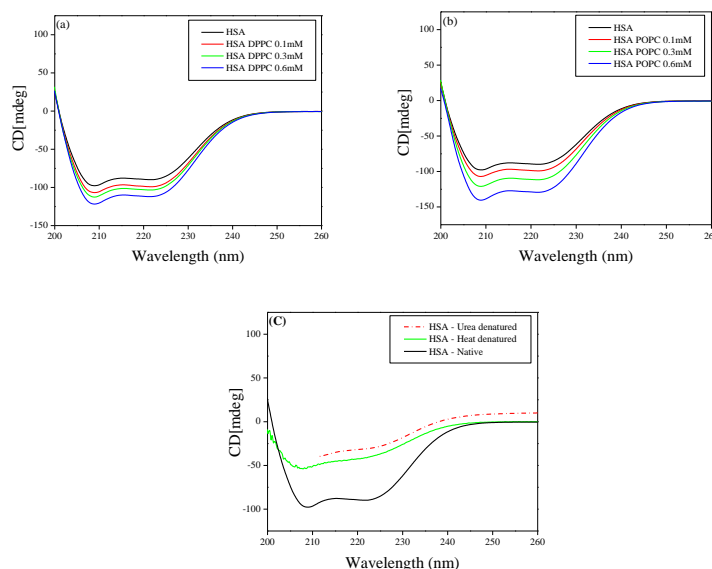 (a)
HSA
HSA DPPC 0.1mM
HSA DPPC 0.3mM
HSA DPPC 0.6mM
100
50
0
-50
-100
-150
CD[mdeg]
200 210 220 230 240 250 260
Wavelength (nm)
(b)
HSA
HSA POPC 0.1mM
HSA POPC 0.3mM
HSA POPC 0.6mM
100
50
0
-50
-100
-150
CD[mdeg]
200 210 220 230 240 250 260
Wavelength (nm)
(C)
HSA - Urea denatured
HSA - Heat denatured
HSA - Native
100
50
0
-50
-100
CD[mdeg]
200 210 220 230 240 250 260
Wavelength (nm)